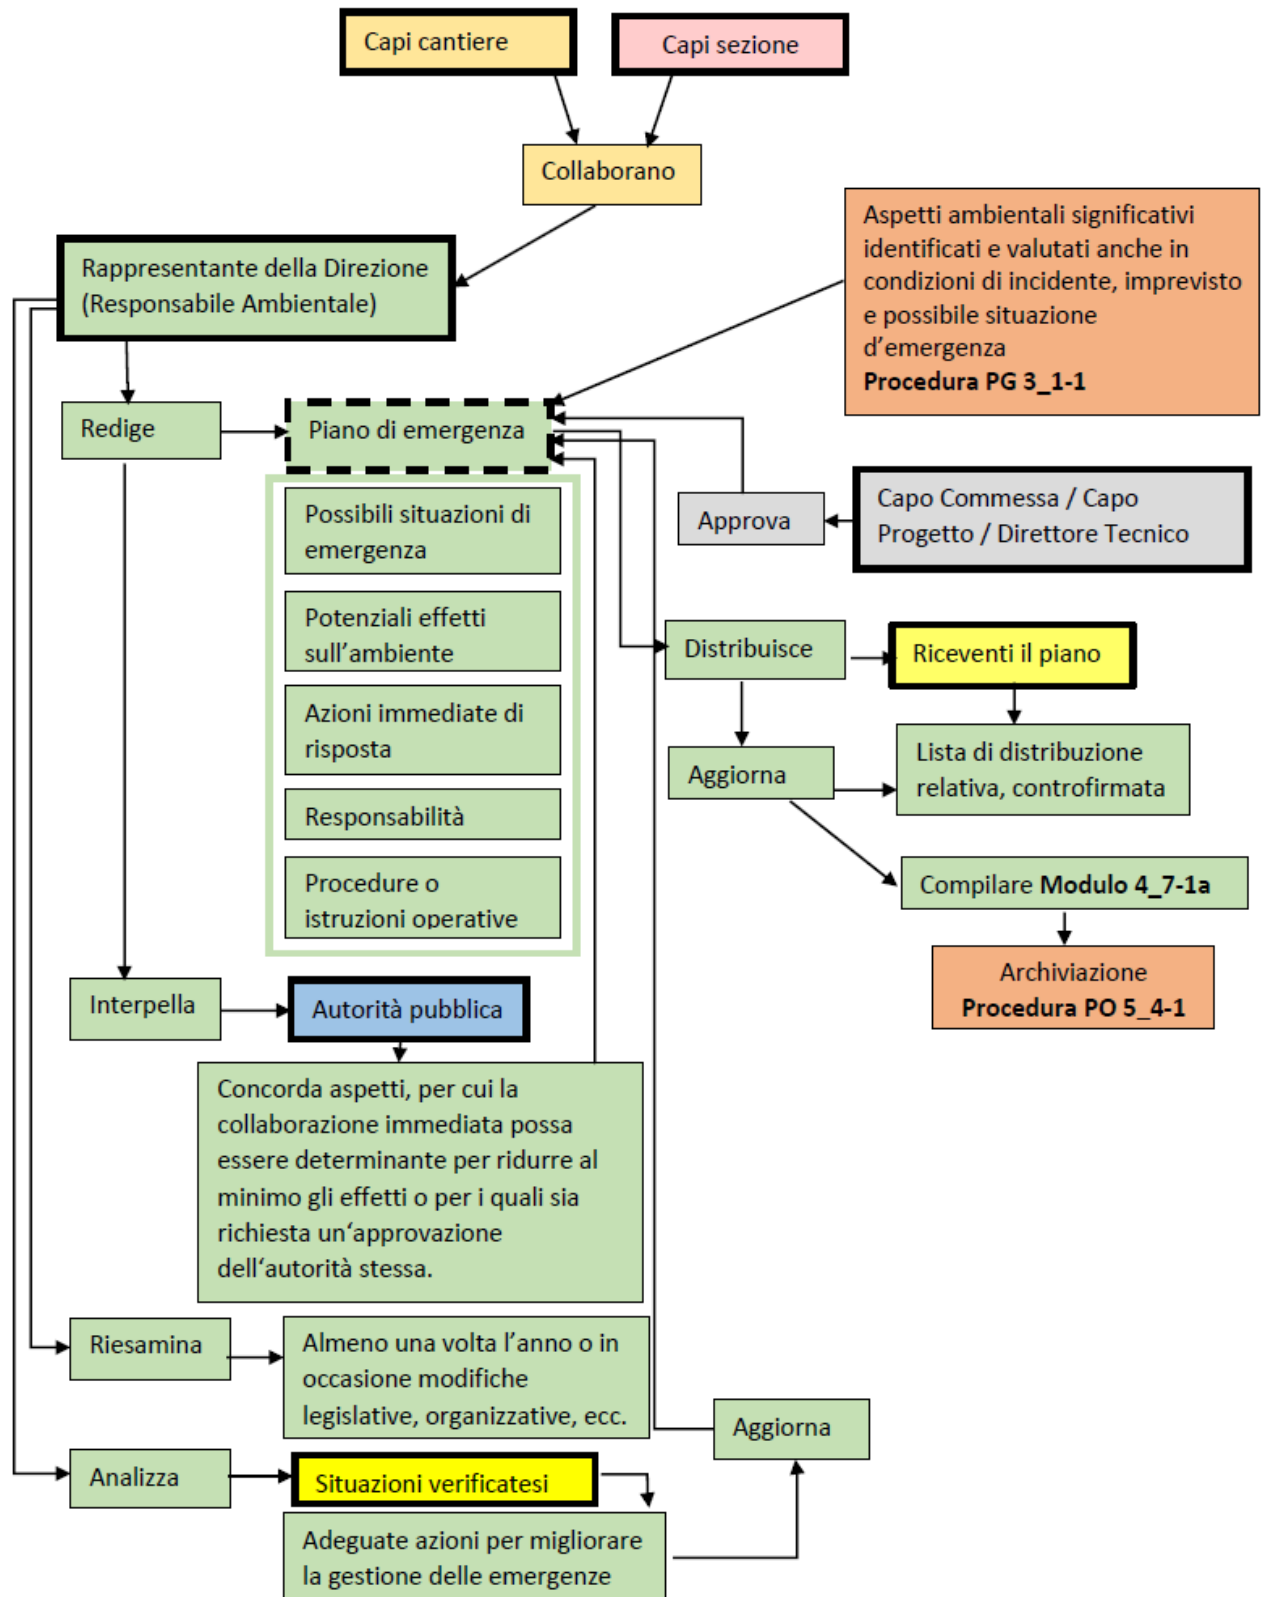 Capi cantiere
Capi sezione
Collaborano
Aspetti ambientali significativi
identificati e valutati anche in
condizioni di incidente, imprevisto
e possibile situazione
d’emergenza
Procedura PG 3_1-1
Rappresentante della Direzione
(Responsabile Ambientale)
Redige
Piano di emergenza
Possibili situazioni di
emergenza
Potenziali effetti
sull’ambiente
Azioni immediate di
risposta
Responsabilità
Procedure o
istruzioni operative
Approva
Capo Commessa / Capo
Progetto / Direttore Tecnico
Distribuisce
Riceventi il piano
Aggiorna
Lista di distribuzione
relativa, controfirmata
Compilare Modulo 4_7-1a
Archiviazione
Procedura PO 5_4-1
Interpella
Autorità pubblica
Concorda aspetti, per cui la
collaborazione immediata possa
essere determinante per ridurre al
minimo gli effetti o per i quali sia
richiesta un‘approvazione
dell‘autorità stessa.
Riesamina
Almeno una volta l’anno o in
occasione modifiche
legislative, organizzative, ecc.
Aggiorna
Analizza
Situazioni verificatesi
Adeguate azioni per migliorare
la gestione delle emergenze